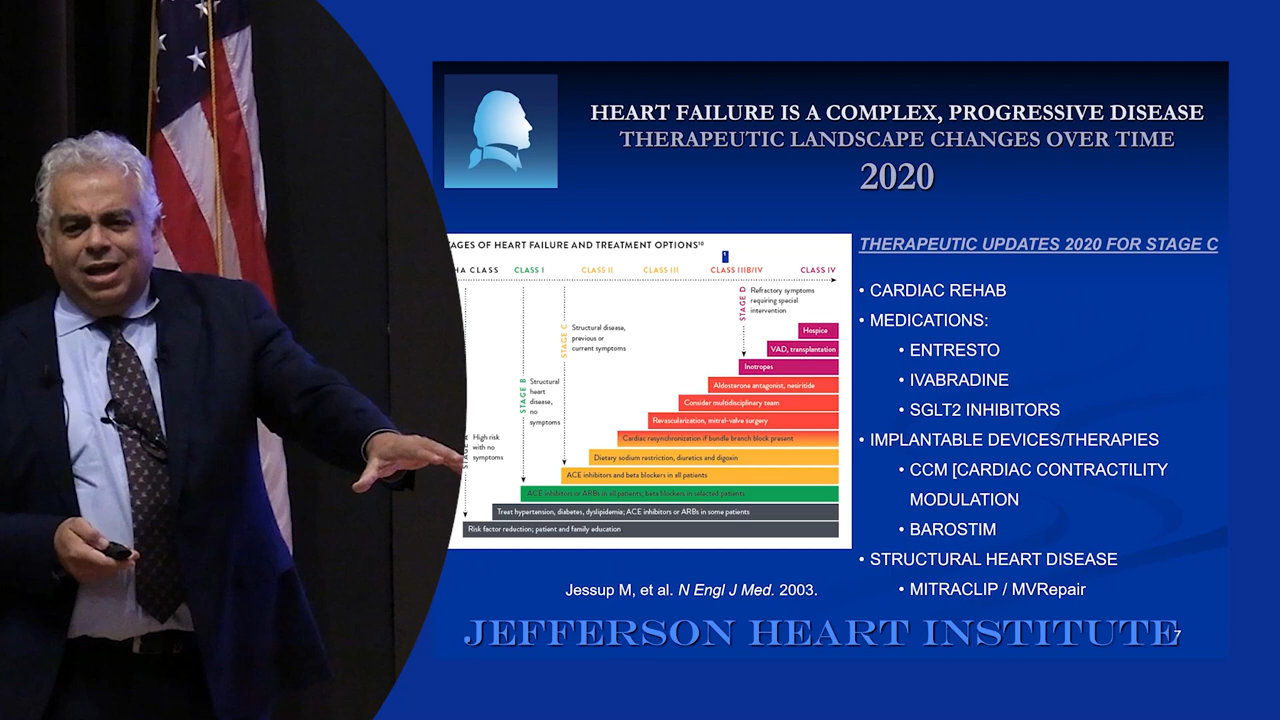 HEART FAILURE IS A COMPLEX, PROGRESSIVE DISEASE
THERAPEUTIC LANDSCAPE CHANGES OVER TIME
2020
AGES OF HEART FAILURE AND TREATMENT OPTIONS10
HA CLASS CLASS I CLASS II CLASS III CLASS IIIB/IV CLASS IV
STAGE D
Refractory symptoms
requiring special
intervention
STAGE C
Structural disease,
previous or
current symptoms
STAGE B
Structural
heart
disease,
no
symptoms
High risk
with no
symptoms
Hospice
VAD, transplantation
Inotropes
Aldosterone antagonist, nesiritide
Consider multidisciplinary team
Revascularization, mitral-valve surgery
Cardiac resynchronization if bundle branch block present
Dietary sodium restriction, diuretics and digoxin
ACE inhibitors and beta blockers in all patients
ACE inhibitors or ARBs in all patients; beta blockers in selected patients
Treat hypertension, diabetes, dyslipidemia; ACE inhibitors or ARBs in some patients
Risk factor reduction; patient and family education
Jessup M, et al. N Engl J Med. 2003.
THERAPEUTIC UPDATES 2020 FOR STAGE C
• CARDIAC REHAB
• MEDICATIONS:
• ENTRESTO
• IVABRADINE
• SGLT2 INHIBITORS
• IMPLANTABLE DEVICES/THERAPIES
• CCM [CARDIAC CONTRACTILITY
MODULATION
• BAROSTIM
• STRUCTURAL HEART DISEASE
• MITRACLIP / MVRepair
JEFFERSON HEART INSTITUTE
7